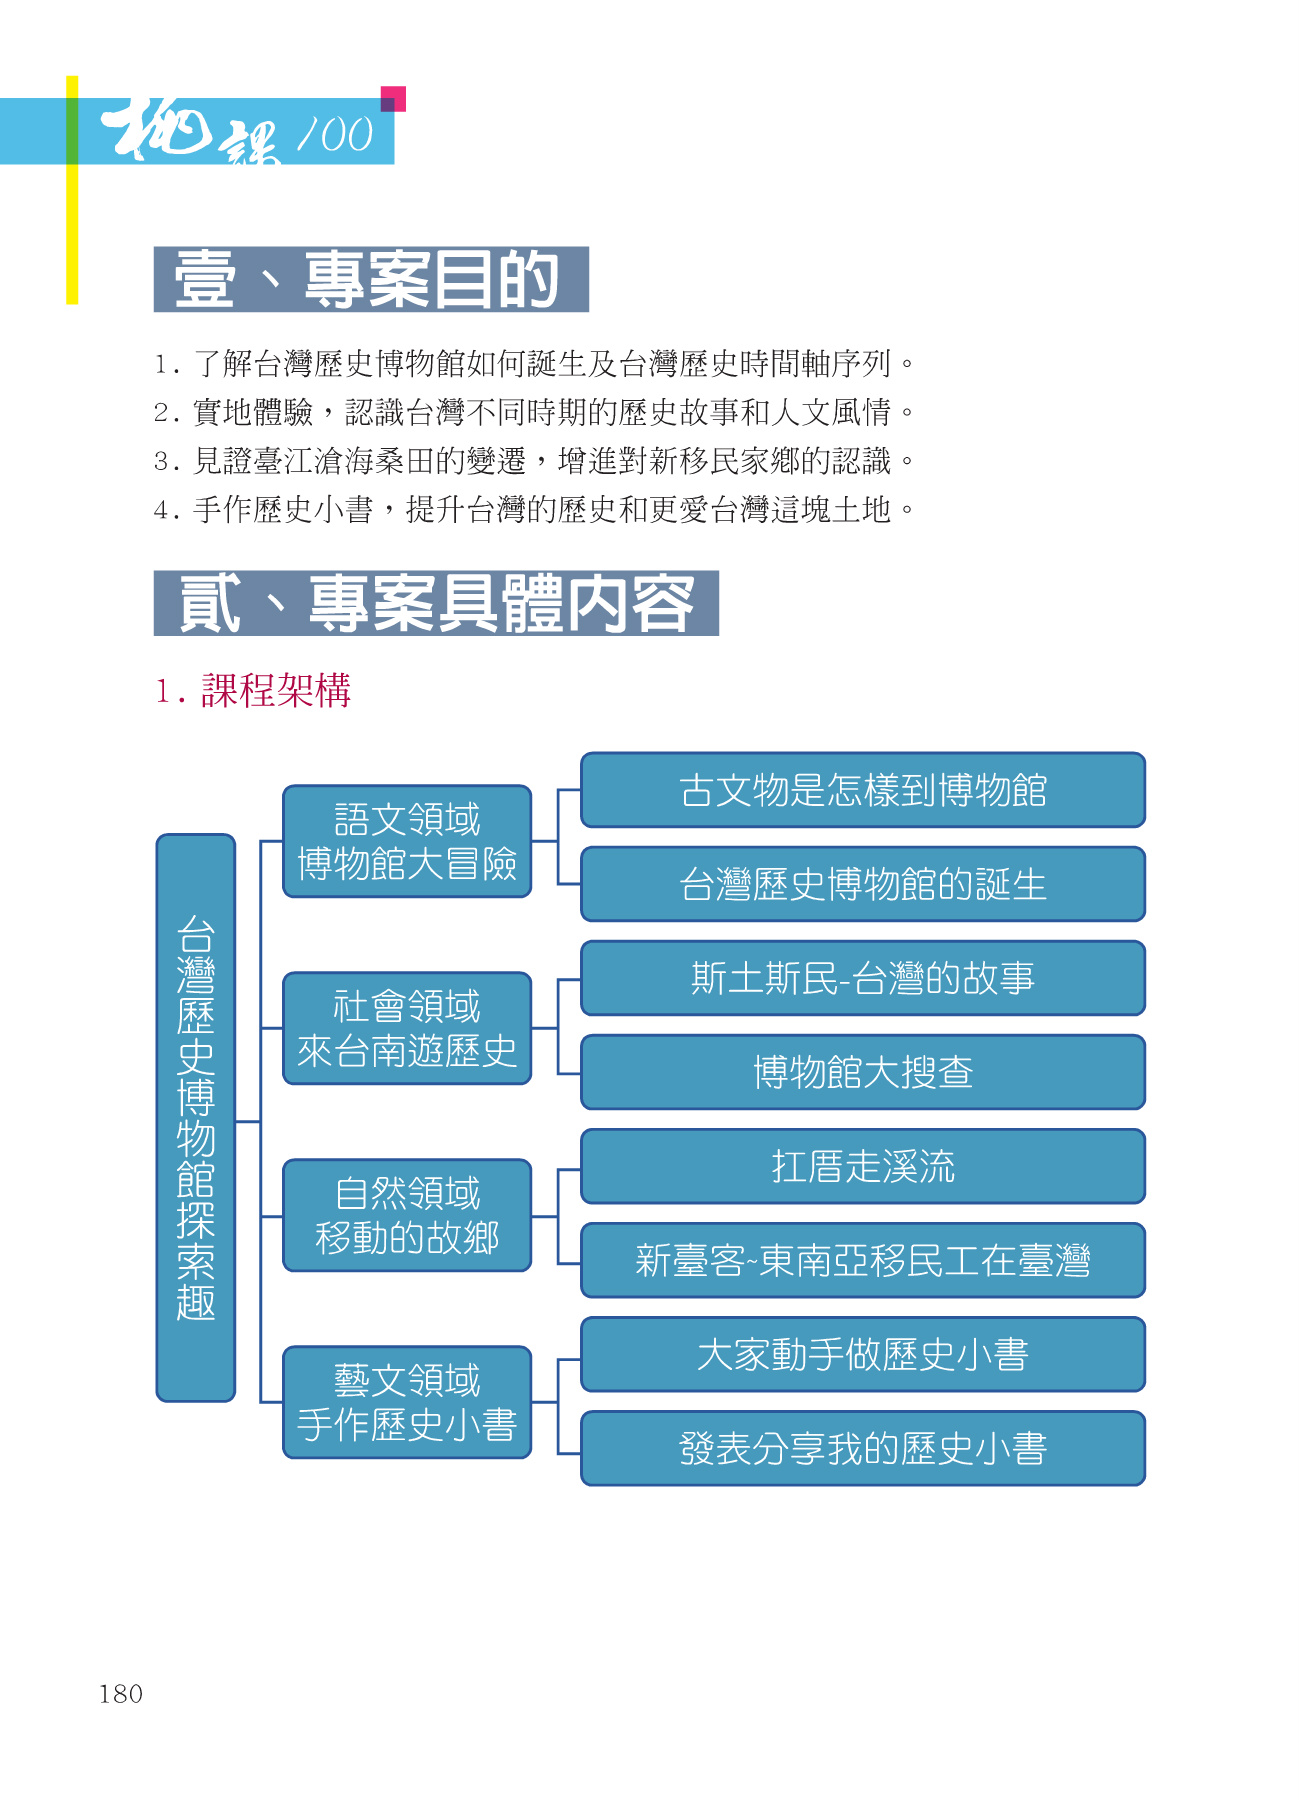 桃課100
壹、專案目的
1. 了解台灣歷史博物館如何誕生及台灣歷史時間軸序列。
2. 實地體驗，認識台灣不同時期的歷史故事和人文風情。
3. 見證臺江滄海桑田的變遷，增進對新移民家鄉的認識。
4. 手作歷史小書，提升台灣的歷史和更愛台灣這塊土地。
貳、專案具體內容
1. 課程架構
台灣歷史博物館探索趣
語文領域
博物館大冒險
古文物是怎樣到博物館
台灣歷史博物館的誕生
社會領域
來台南遊歷史
斯土斯民-台灣的故事
博物館大搜查
自然領域
移動的故鄉
扛厝走溪流
新臺客~東南亞移民工在臺灣
藝文領域
手作歷史小書
大家動手做歷史小書
發表分享我的歷史小書
180